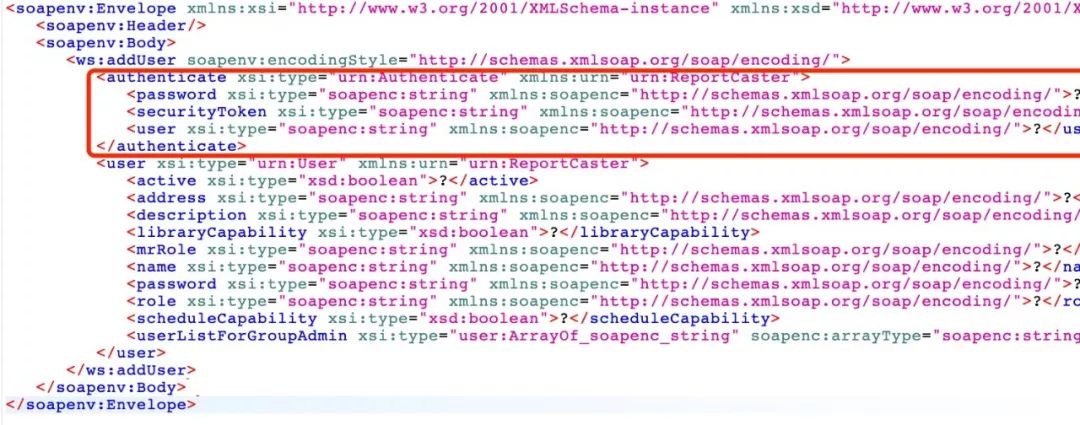 <soapenv:Envelope xmlns:xsi="http://www.w3.org/2001/XMLSchema-instance" xmlns:xsd="http://www.w3.org/2001/X
<soapenv:Header/>
<soapenv:Body>
<ws:addUser soapenv:encodingStyle="http://schemas.xmlsoap.org/soap/encoding/">
<authenticate xsi:type="urn:Authenticate" xmlns:urn="urn:ReportCaster">
<password xsi:type="soapenc:string" xmlns:soapenc="http://schemas.xmlsoap.org/soap/encoding/">?
<securityToken xsi:type="soapenc:string" xmlns:soapenc="http://schemas.xmlsoap.org/soap/encodin
<user xsi:type="soapenc:string" xmlns:soapenc="http://schemas.xmlsoap.org/soap/encoding/">?</us
</authenticate>
<user xsi:type="urn:User" xmlns:urn="urn:ReportCaster">
<active xsi:type="xsd:boolean">?</active>
<address xsi:type="soapenc:string" xmlns:soapenc="http://schemas.xmlsoap.org/soap/encoding/">?<
<description xsi:type="soapenc:string" xmlns:soapenc="http://schemas.xmlsoap.org/soap/encoding/
<libraryCapability xsi:type="xsd:boolean">?</libraryCapability>
<mrRole xsi:type="soapenc:string" xmlns:soapenc="http://schemas.xmlsoap.org/soap/encoding/">?</
<name xsi:type="soapenc:string" xmlns:soapenc="http://schemas.xmlsoap.org/soap/encoding/">?</na
<password xsi:type="soapenc:string" xmlns:soapenc="http://schemas.xmlsoap.org/soap/encoding/">?
<role xsi:type="soapenc:string" xmlns:soapenc="http://schemas.xmlsoap.org/soap/encoding/">?</ro
<scheduleCapability xsi:type="xsd:boolean">?</scheduleCapability>
<userListForGroupAdmin xsi:type="user:ArrayOf_soapenc_string" soapenc:arrayType="soapenc:string
</user>
</ws:addUser>
</soapenv:Body>
</soapenv:Envelope>